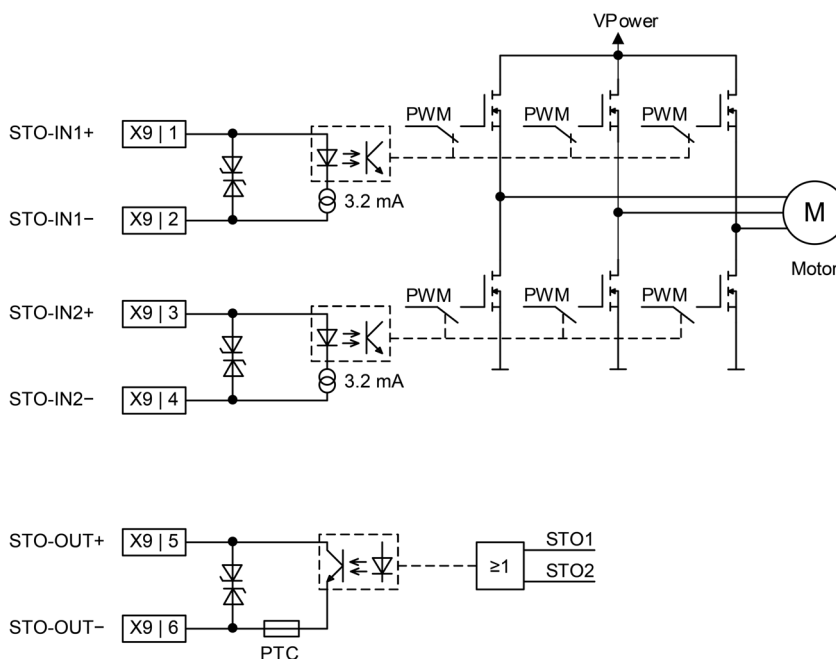 VPower
STO-IN1+ X9 | 1 PWM PWM PWM
3.2 mA
STO-IN1− X9 | 2 M
Motor
STO-IN2+ X9 | 3 PWM PWM PWM
3.2 mA
STO-IN2− X9 | 4
STO-OUT+ X9 | 5 STO1
≥1
STO2
STO-OUT− X9 | 6
PTC